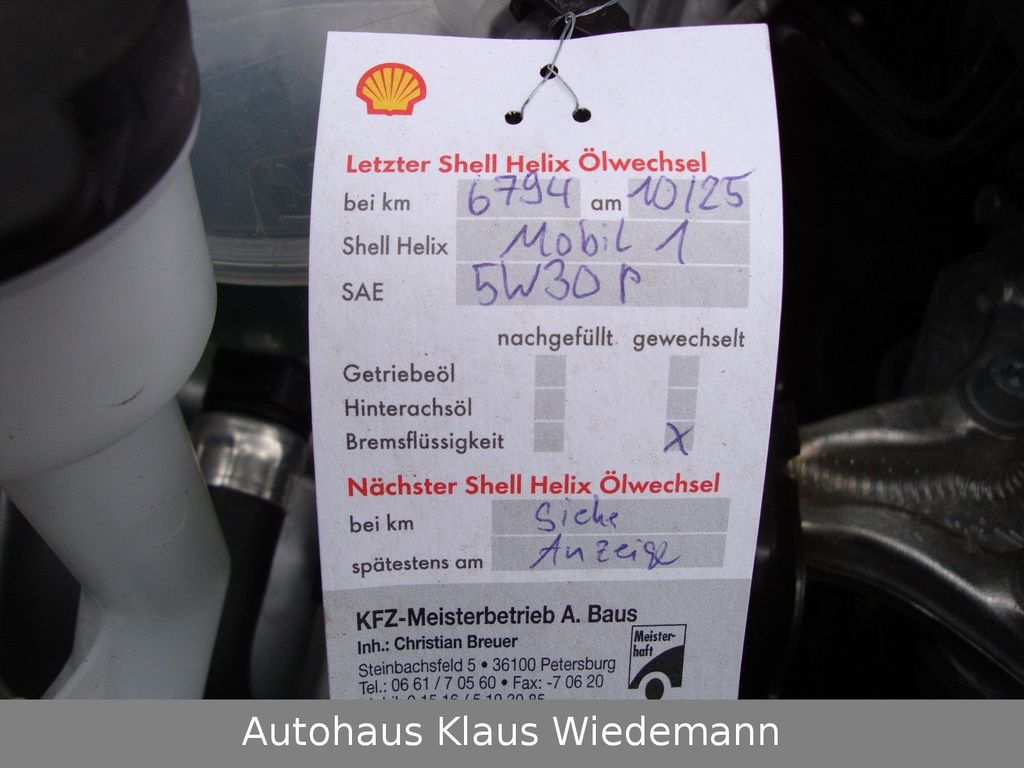 Letzter Shell Helix Ölwechsel
bei km 6794 am 10/25
Shell Helix Mobil 1
SAE 5W30 P
nachgefüllt gewechselt
Getriebeöl
Hinterachsöl
Bremsflüssigkeit X
Nächster Shell Helix Ölwechsel
bei km Siehe
spätestens am Anzeige
KFZ-Meisterbetrieb A. Baus
Inh.: Christian Breuer
Meister-
haft
Steinbachsfeld 5 • 36100 Petersburg
Tel.: 06 61 / 7 05 60 • Fax: -7 06 20
Autohaus Klaus Wiedemann